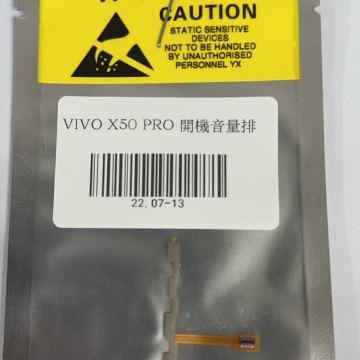 CAUTION
STATIC SENSITIVE
DEVICES
NOT TO BE HANDLED
BY UNAUTHORISED
PERSONNEL YX
VIVO X50 PRO 開機音量排
22.07-13